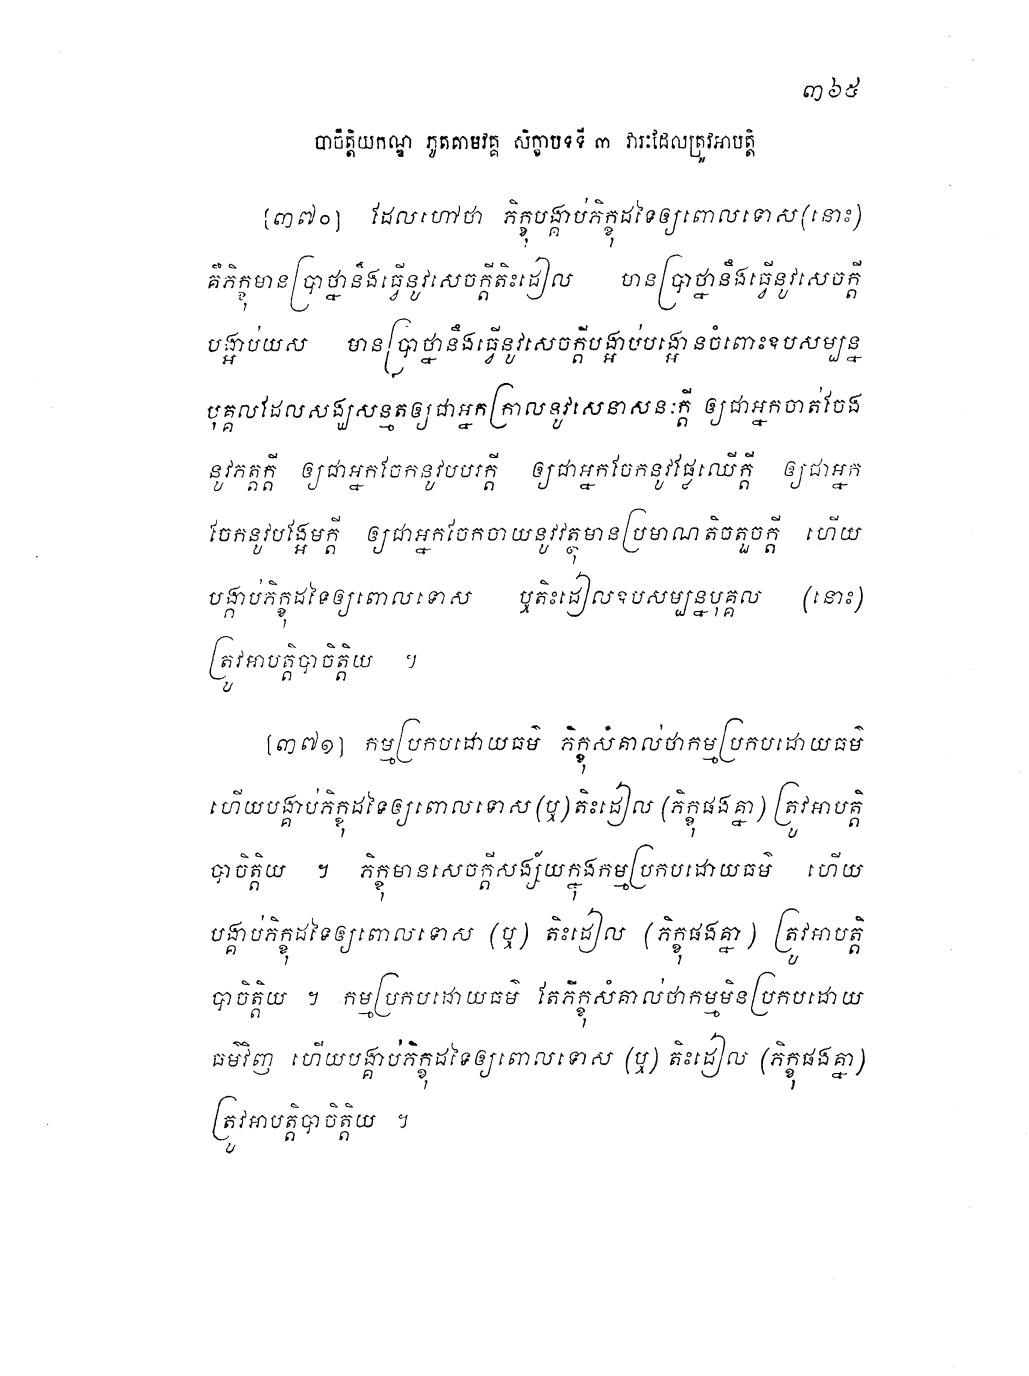 ៣៦៥
បាចិត្តិយកណ្ឌ ភូតគាមវគ្គ សិក្ខាបទទី ៣ វារៈដែលត្រូវអាបត្តិ
[៣៧០] ដែលហៅថា ភិក្ខុបង្គាប់ភិក្ខុដទៃឲ្យពោលទោស(នោះ)
គឺភិក្ខុមានប្រាថ្នានឹងធ្វើនូវសេចក្តីតិះដៀល មានប្រាថ្នានឹងធ្វើនូវសេចក្តី
បង្អាប់យស មានប្រាថ្នានឹងធ្វើនូវសេចក្តីបង្អាប់បង្អោនចំពោះឧបសម្បន្ន
បុគ្គលដែលសង្ឃសន្មតឲ្យជាអ្នកក្រាលនូវសេនាសនៈក្តី ឲ្យជាអ្នកចាត់ចែង
នូវភត្តក្តី ឲ្យជាអ្នកចែកនូវបបរក្តី ឲ្យជាអ្នកចែកនូវផ្លែឈើក្តី ឲ្យជាអ្នក
ចែកនូវបង្អែមក្តី ឲ្យជាអ្នកចែកចាយនូវវត្ថុមានប្រមាណតិចតួចក្តី ហើយ
បង្គាប់ភិក្ខុដទៃឲ្យពោលទោស ឬតិះដៀលឧបសម្បន្នបុគ្គល (នោះ)
ត្រូវអាបត្តិបាចិត្តិយ ។
[៣៧១] កម្មប្រកបដោយធម៌ ភិក្ខុសំគាល់ថាកម្មប្រកបដោយធម៌
ហើយបង្គាប់ភិក្ខុដទៃឲ្យពោលទោស (ឬ) តិះដៀល (ភិក្ខុផងគ្នា) ត្រូវអាបត្តិ
បាចិត្តិយ ។ ភិក្ខុមានសេចក្តីសង្ស័យក្នុងកម្មប្រកបដោយធម៌ ហើយ
បង្គាប់ភិក្ខុដទៃឲ្យពោលទោស (ឬ) តិះដៀល (ភិក្ខុផងគ្នា) ត្រូវអាបត្តិ
បាចិត្តិយ ។ កម្មប្រកបដោយធម៌ តែភិក្ខុសំគាល់ថាកម្មមិនប្រកបដោយ
ធម៌វិញ ហើយបង្គាប់ភិក្ខុដទៃឲ្យពោលទោស (ឬ) តិះដៀល (ភិក្ខុផងគ្នា)
ត្រូវអាបត្តិបាចិត្តិយ ។